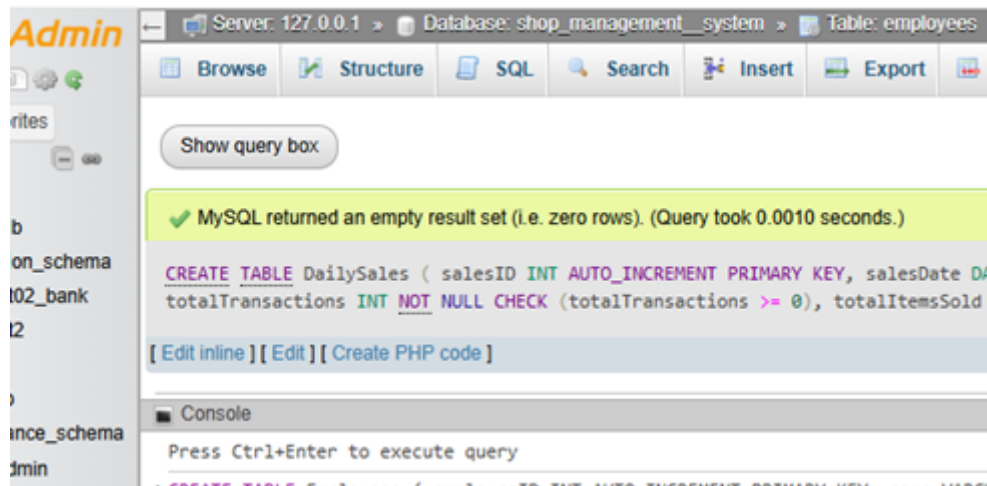 Admin
Server: 127.0.0.1 » Database: shop_management__system » Table: employees
Browse Structure SQL Search Insert Export
rites
Show query box
MySQL returned an empty result set (i.e. zero rows). (Query took 0.0010 seconds.)
b
on_schema
CREATE TABLE DailySales ( salesID INT AUTO_INCREMENT PRIMARY KEY, salesDate DA
t02_bank
totalTransactions INT NOT NULL CHECK (totalTransactions >= 0), totalItemsSold
t2
[ Edit inline ] [ Edit ] [ Create PHP code ]
Console
ance_schema
Press Ctrl+Enter to execute query
dmin